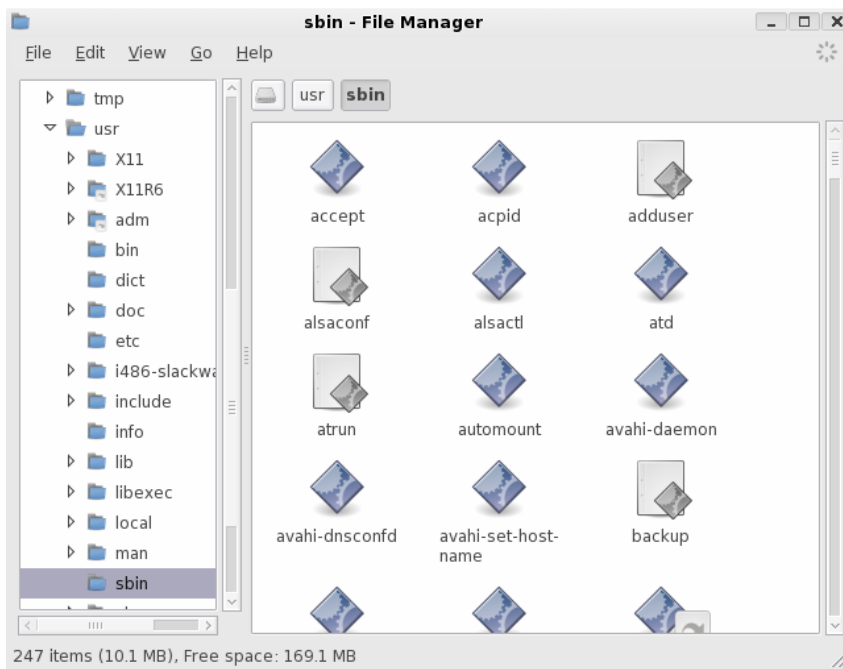 sbin - File Manager
File Edit View Go Help
tmp
usr
X11
X11R6
adm
bin
dict
doc
etc
i486-slackwa
include
info
lib
libexec
local
man
sbin
usr sbin
accept acpid adduser
alsaconf alsactl atd
atrun automount avahi-daemon
avahi-dnsconfd avahi-set-host-
name backup
247 items (10.1 MB), Free space: 169.1 MB